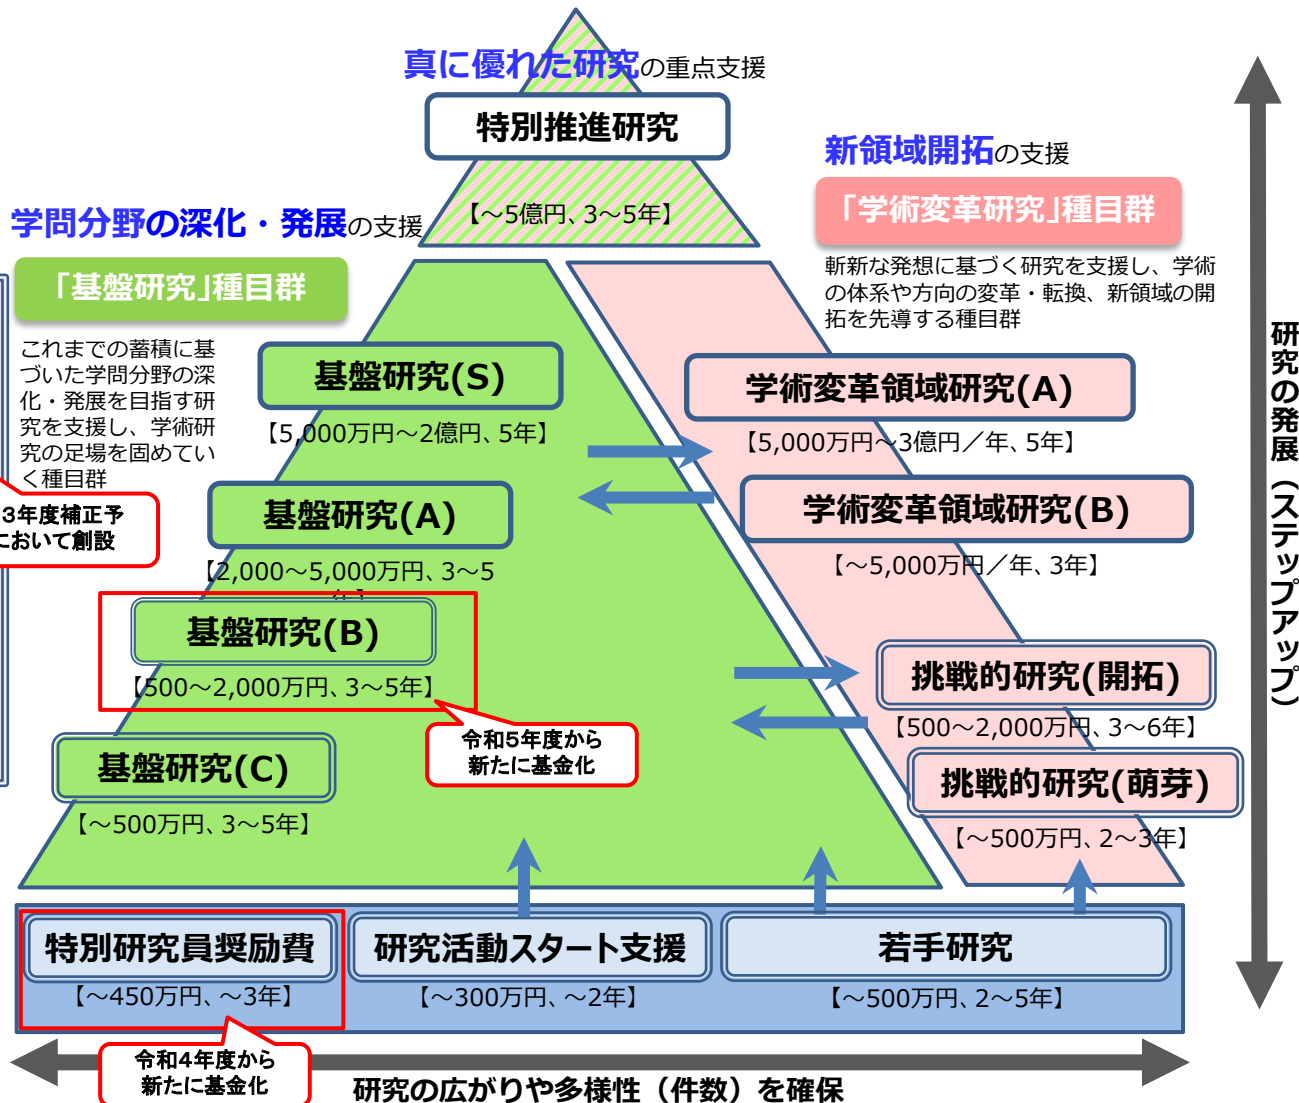 真に優れた研究の重点支援
特別推進研究
【～5億円、3～5年】
新領域開拓の支援
「学術変革研究」種目群
斬新な発想に基づく研究を支援し、学術
の体系や方向の変革・転換、新領域の開
拓を先導する種目群
学問分野の深化・発展の支援
「基盤研究」種目群
これまでの蓄積に基
づいた学問分野の深
化・発展を目指す研
究を支援し、学術研
究の足場を固めてい
く種目群
3年度補正予
において創設
基盤研究(S)
【5,000万円～2億円、5年】
基盤研究(A)
【2,000～5,000万円、3～5
年】
基盤研究(B)
【500～2,000万円、3～5年】
令和5年度から
新たに基金化
基盤研究(C)
【～500万円、3～5年】
学術変革領域研究(A)
【5,000万円～3億円／年、5年】
学術変革領域研究(B)
【～5,000万円／年、3年】
挑戦的研究(開拓)
【500～2,000万円、3～6年】
挑戦的研究(萌芽)
【～500万円、2～3年】
特別研究員奨励費
【～450万円、～3年】
令和4年度から
新たに基金化
研究活動スタート支援
【～300万円、～2年】
若手研究
【～500万円、2～5年】
研究の広がりや多様性（件数）を確保
研究の発展（ステップアップ）